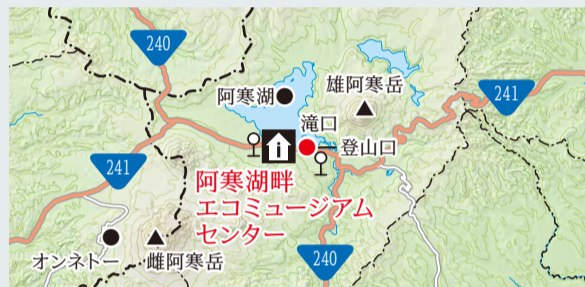 240
阿寒湖
雄阿寒岳
241
滝口
登山口
241
阿寒湖畔
エコミュージアム
センター
オンネトー
雌阿寒岳
240